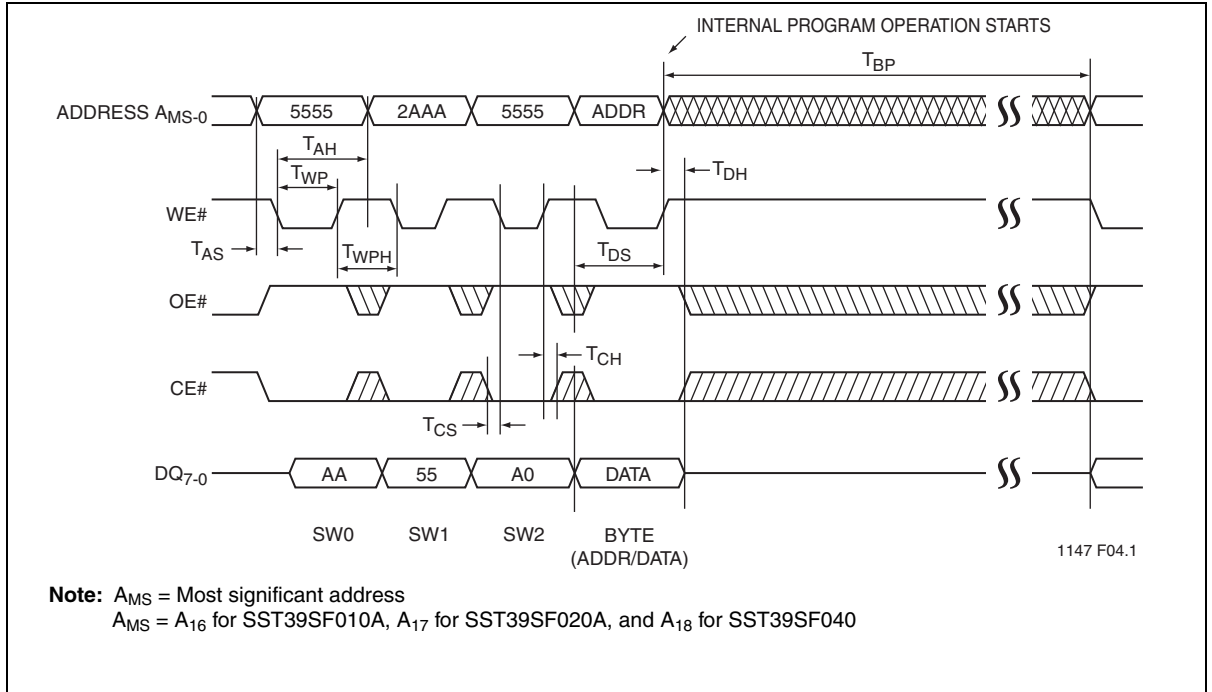 INTERNAL PROGRAM OPERATION STARTS
TBP
ADDRESS AMS-0
5555
2AAA
5555
ADDR
TAH
TDH
TWP
WE#
TAS
TWPH
TDS
OE#
TCH
CE#
TCS
DQ7-0
AA
55
A0
DATA
SW0
SW1
SW2
BYTE
(ADDR/DATA)
1147 F04.1
Note: AMS = Most significant address
AMS = A16 for SST39SF010A, A17 for SST39SF020A, and A18 for SST39SF040